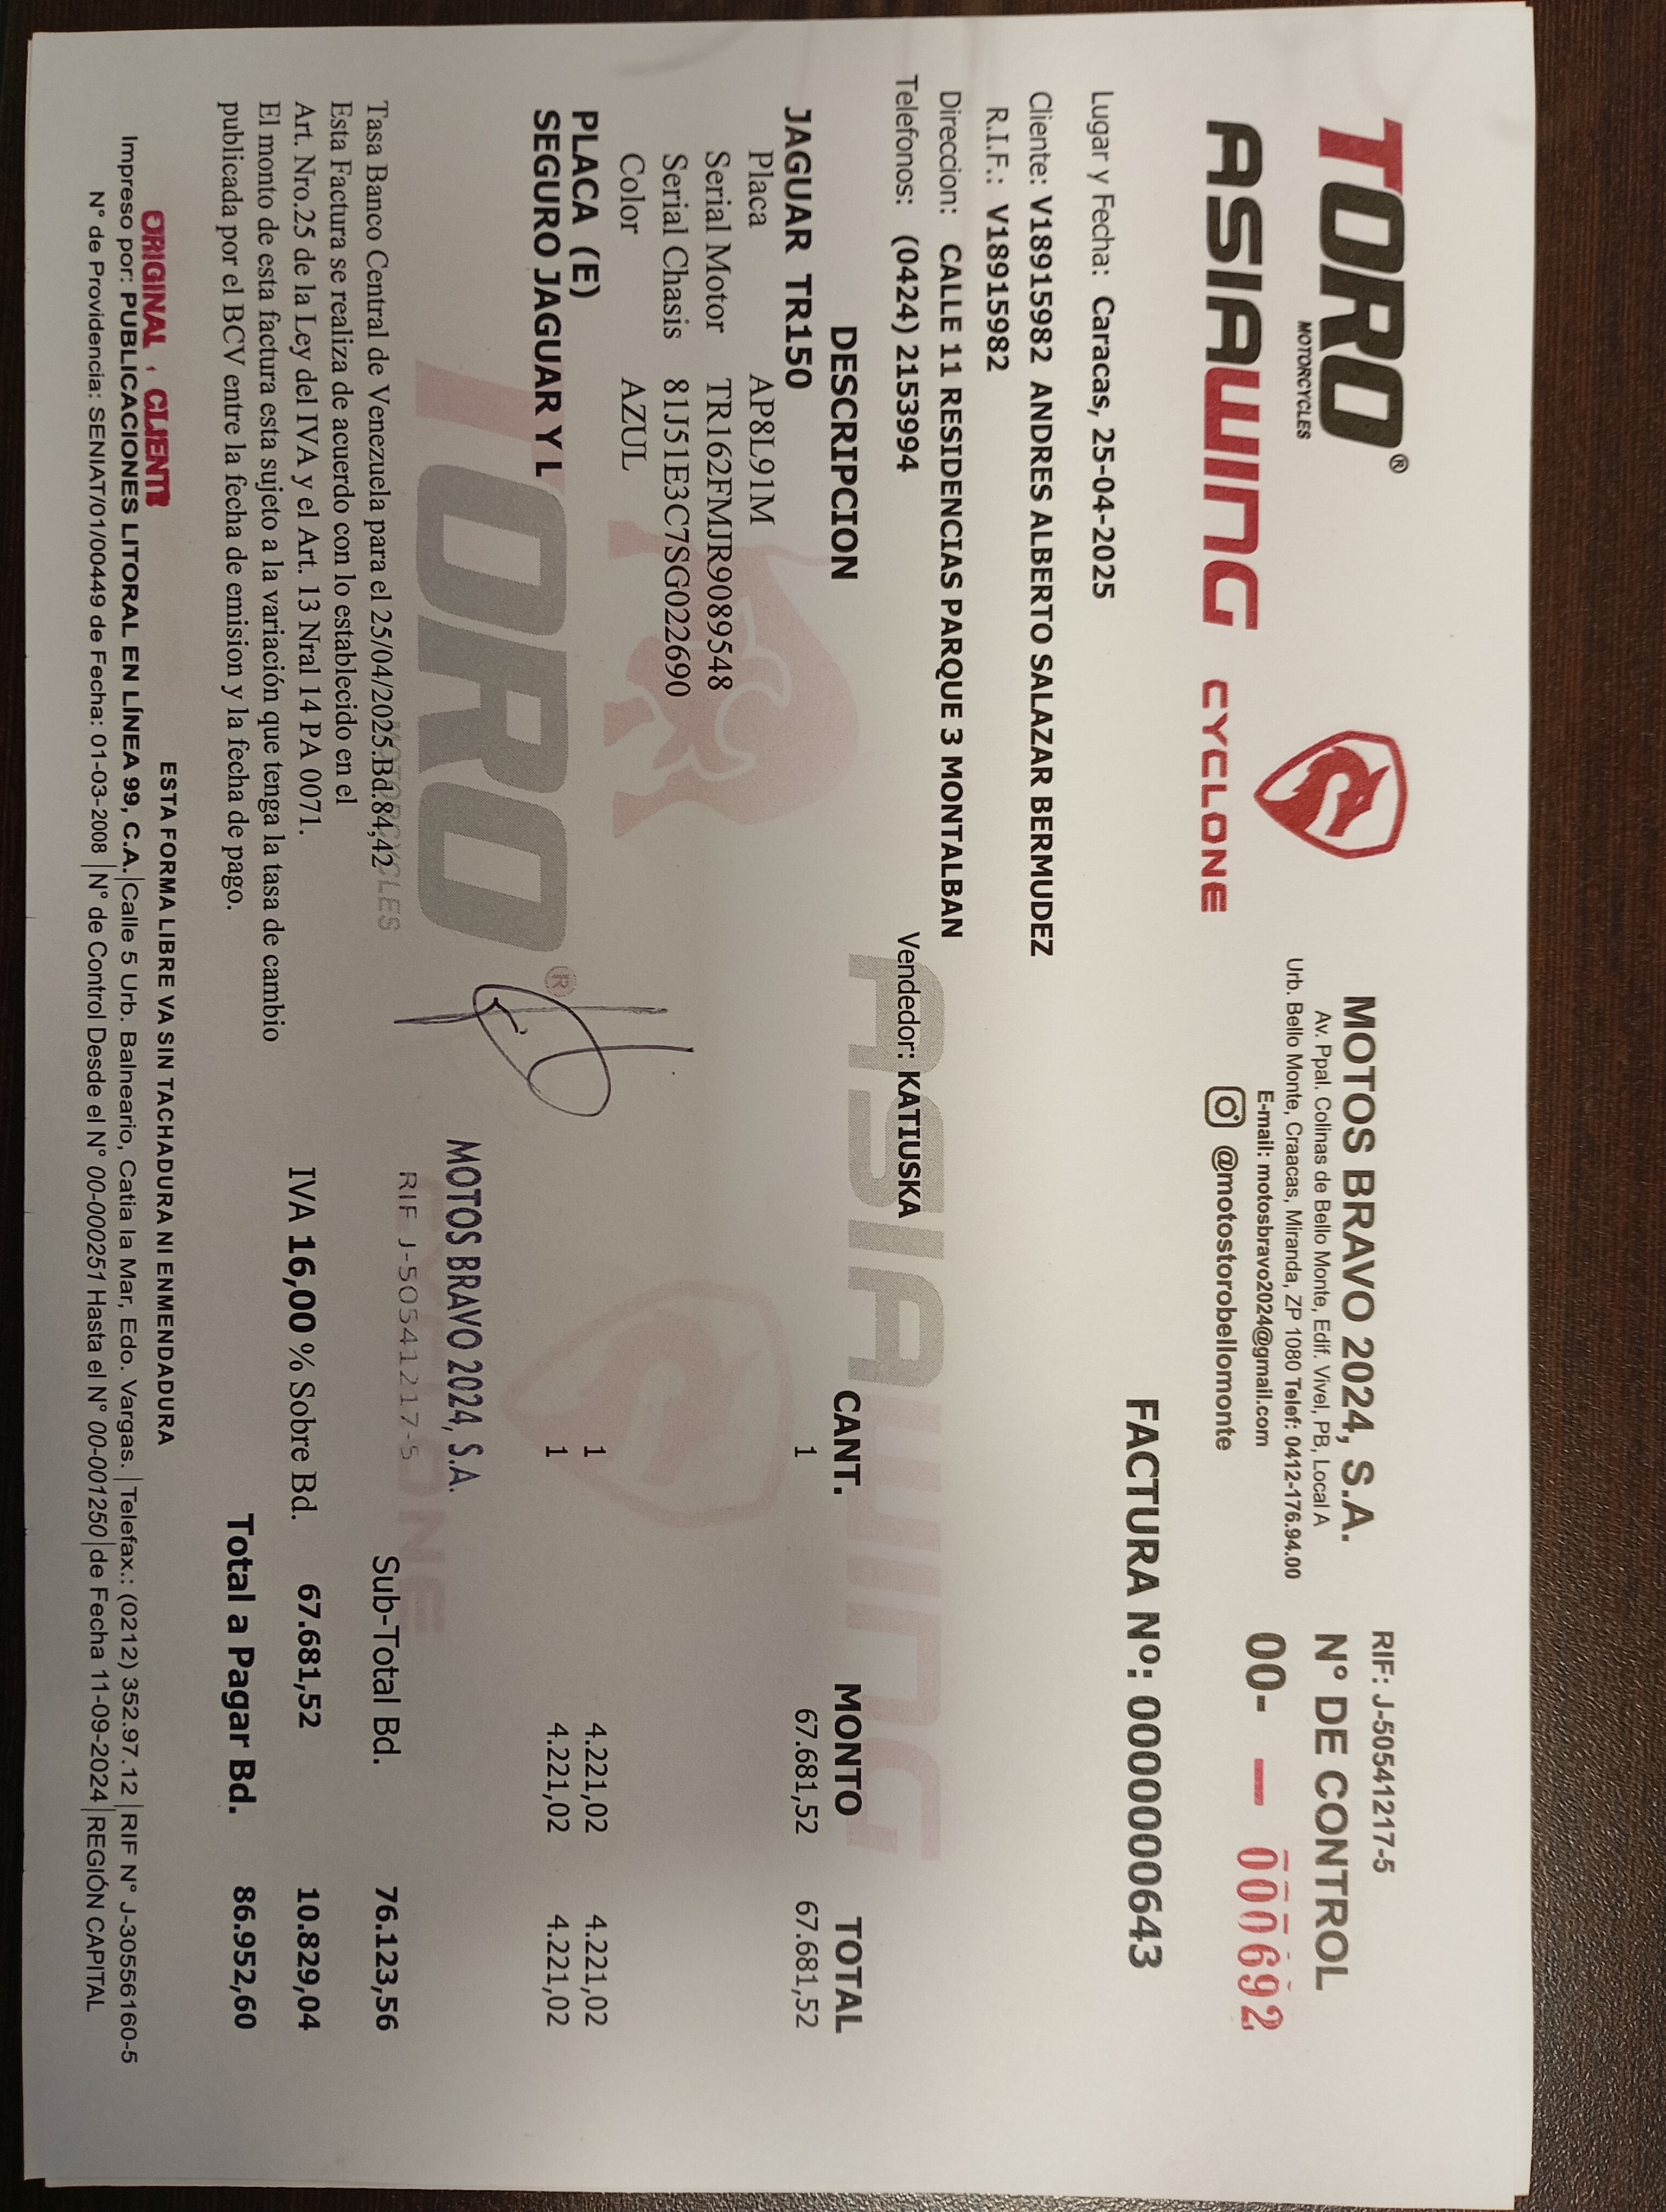 TORO®
MOTORCYCLES
ASIAWING CYCLONE
MOTOS BRAVO 2024, S.A.
Av. Ppal. Colinas de Bello Monte, Edif. Vivel, PB, Local A
Urb. Bello Monte, Craacas, Miranda, ZP 1080 Telef: 0412-176.94.00
E-mail: motosbravo2024@gmail.com
@motostorobellomonte
RIF: J-50541217-5
N° DE CONTROL
00- — 000692
FACTURA Nº: 0000000643
Lugar y Fecha: Caracas, 25-04-2025
Cliente: V18915982 ANDRES ALBERTO SALAZAR BERMUDEZ
R.I.F.: V18915982
Direccion: CALLE 11 RESIDENCIAS PARQUE 3 MONTALBAN
Telefonos: (0424) 2153994 Vendedor: KATIUSKA
DESCRIPCION CANT. MONTO TOTAL
JAGUAR TR150 1 67.681,52 67.681,52
Placa AP8L91M
Serial Motor TR162FMJR9089548
Serial Chasis 81J51E3C7SG022690
Color AZUL
PLACA (E) 1 4.221,02 4.221,02
SEGURO JAGUAR Y L 1 4.221,02 4.221,02
TORO®
MOTORCYCLES
ASIAWING
CYCLONE
MOTOS BRAVO 2024, S.A.
RIF J-50541217-5
Sub-Total Bd. 76.123,56
IVA 16,00 % Sobre Bd. 67.681,52 10.829,04
Total a Pagar Bd. 86.952,60
Tasa Banco Central de Venezuela para el 25/04/2025.Bd.84,42
Esta Factura se realiza de acuerdo con lo establecido en el
Art. Nro.25 de la Ley del IVA y el Art. 13 Nral 14 PA 0071.
El monto de esta factura esta sujeto a la variación que tenga la tasa de cambio
publicada por el BCV entre la fecha de emision y la fecha de pago.
ORIGINAL , CLIENTE
ESTA FORMA LIBRE VA SIN TACHADURA NI ENMENDADURA
Impreso por: PUBLICACIONES LITORAL EN LÍNEA 99, C.A.|Calle 5 Urb. Balneario, Catia la Mar, Edo. Vargas.|Telefax.: (0212) 352.97.12|RIF N° J-30556160-5
N° de Providencia: SENIAT/01/00449 de Fecha: 01-03-2008|N° de Control Desde el N° 00-000251 Hasta el N° 00-001250|de Fecha 11-09-2024|REGIÓN CAPITAL